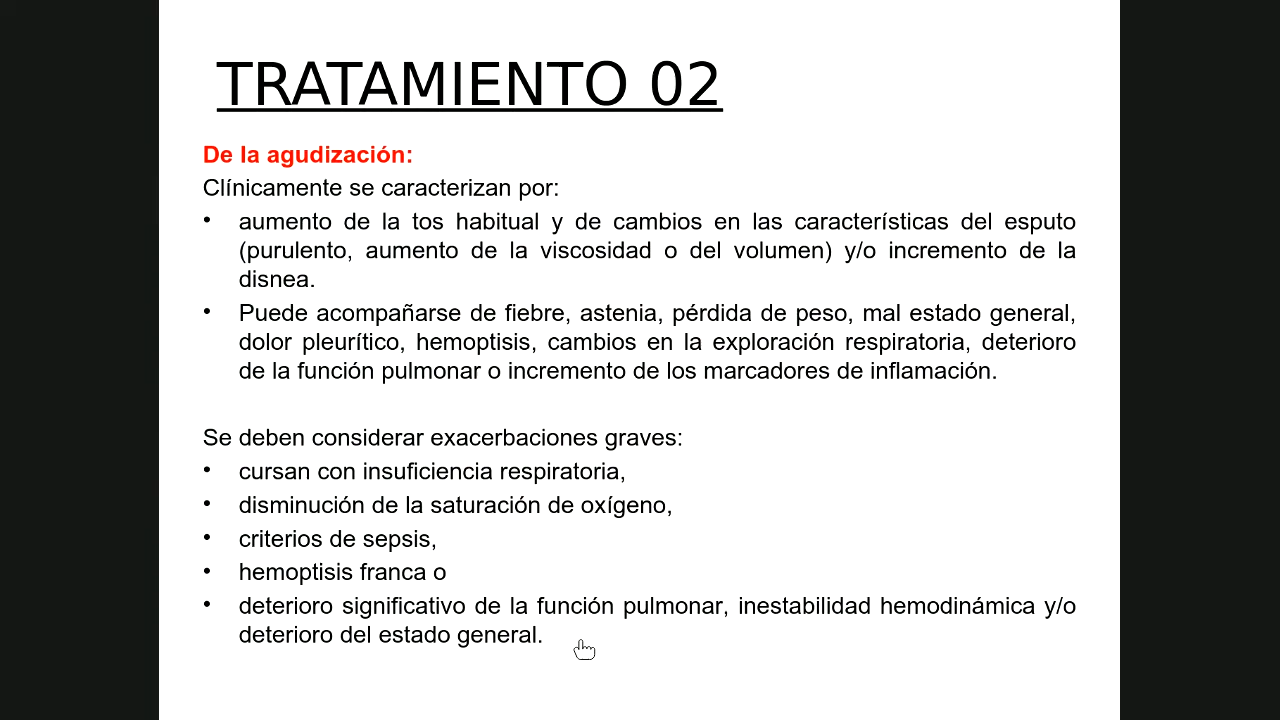 TRATAMIENTO 02
De la agudización:
Clínicamente se caracterizan por:
• aumento de la tos habitual y de cambios en las características del esputo
(purulento, aumento de la viscosidad o del volumen) y/o incremento de la
disnea.
• Puede acompañarse de fiebre, astenia, pérdida de peso, mal estado general,
dolor pleurítico, hemoptisis, cambios en la exploración respiratoria, deterioro
de la función pulmonar o incremento de los marcadores de inflamación.
Se deben considerar exacerbaciones graves:
• cursan con insuficiencia respiratoria,
• disminución de la saturación de oxígeno,
• criterios de sepsis,
• hemoptisis franca o
• deterioro significativo de la función pulmonar, inestabilidad hemodinámica y/o
deterioro del estado general.